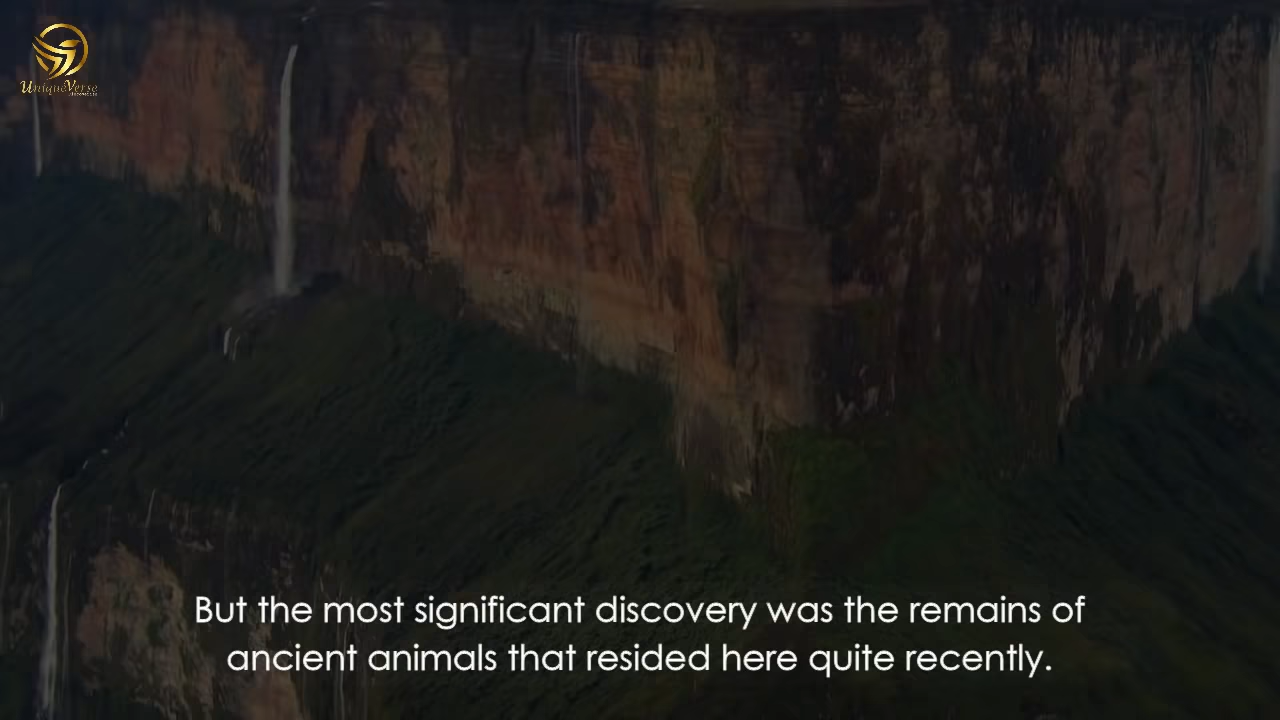 UniqueVerse
But the most significant discovery was the remains of
ancient animals that resided here quite recently.